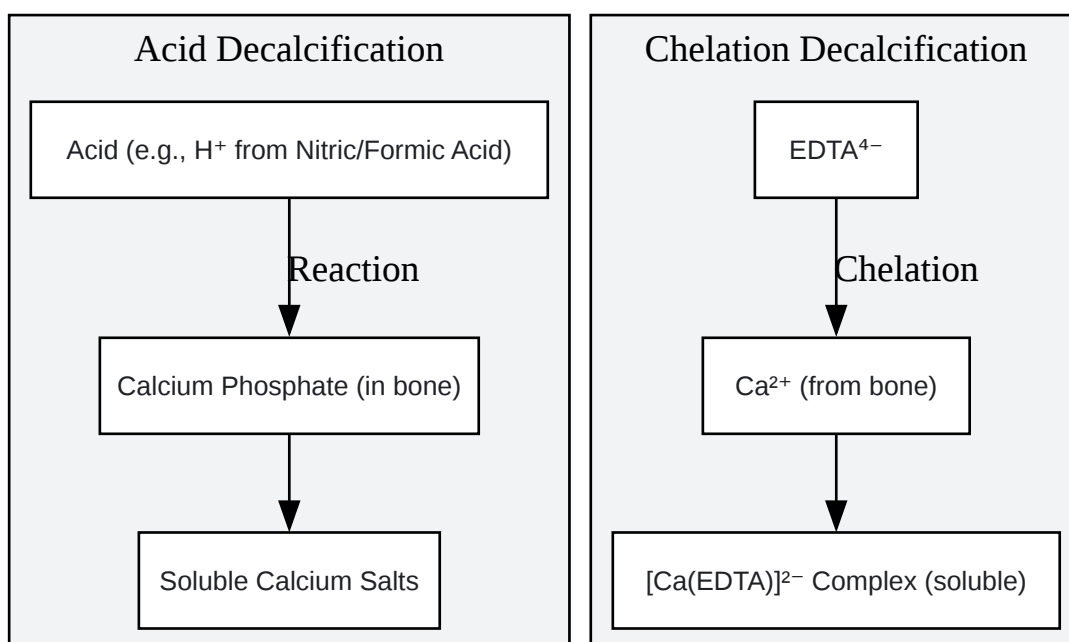 Acid Decalcification
Acid (e.g., H⁺ from Nitric/Formic Acid)
Reaction
Calcium Phosphate (in bone)
Soluble Calcium Salts
Chelation Decalcification
EDTA⁴⁻
Chelation
Ca²⁺ (from bone)
[Ca(EDTA)]²⁻ Complex (soluble)